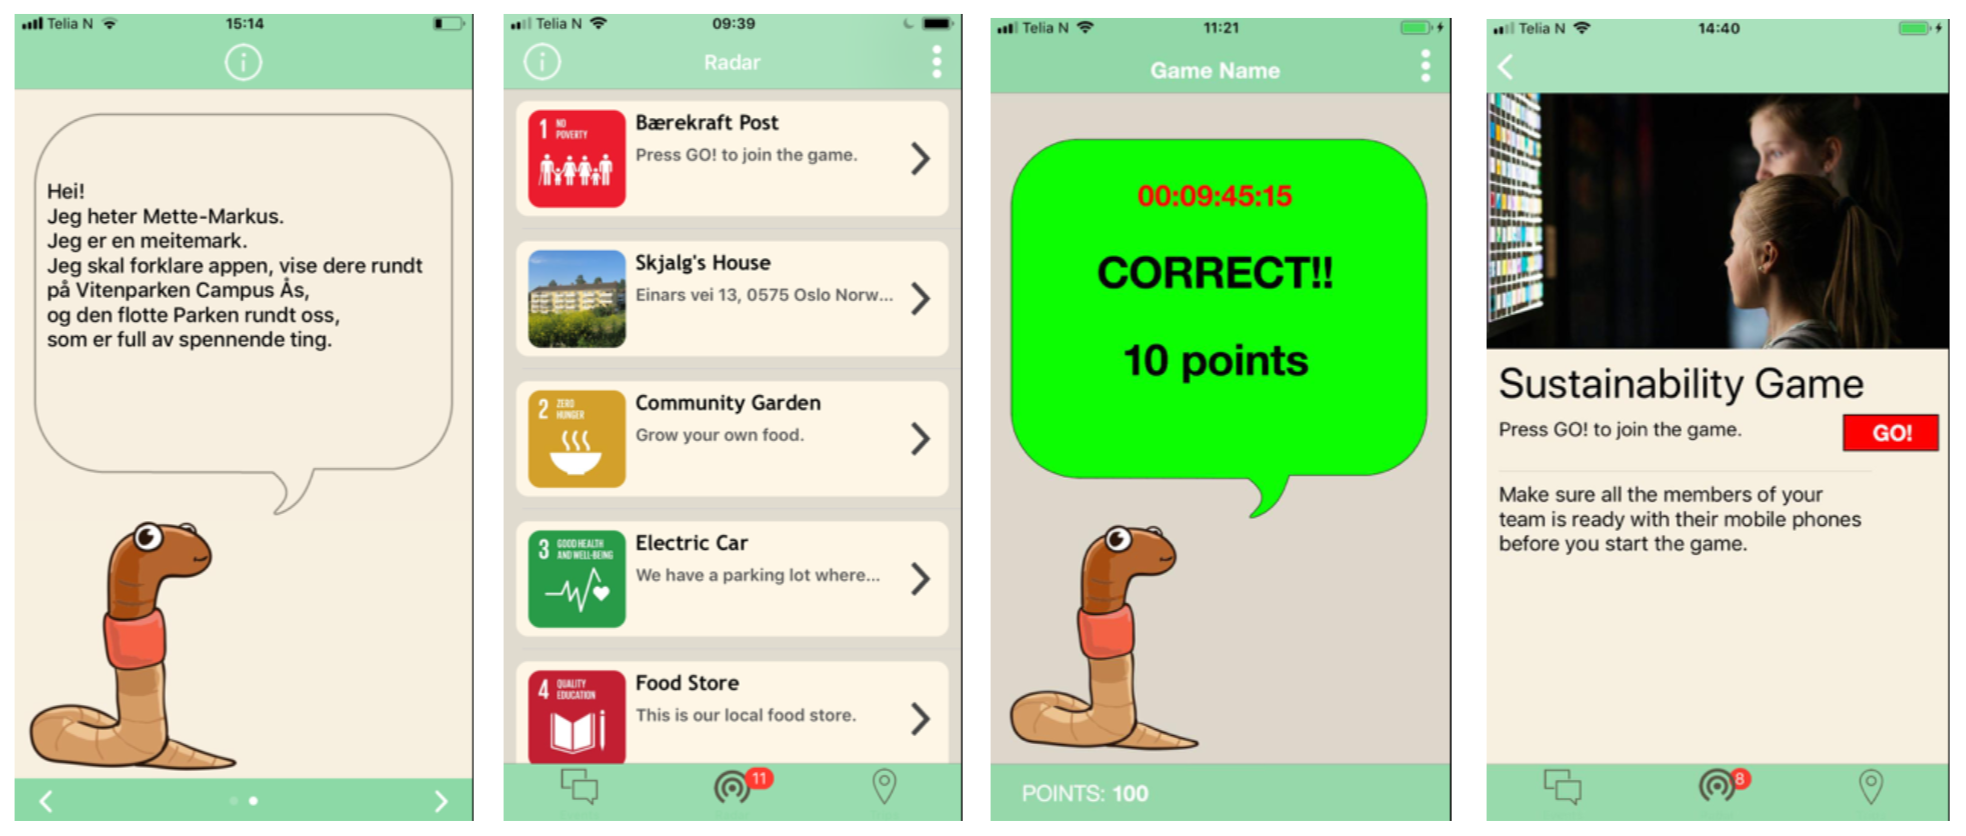 Telia N 15:14
Hei!
Jeg heter Mette-Markus.
Jeg er en meitemark.
Jeg skal forklare appen, vise dere rundt
på Vitenparken Campus Ås,
og den flotte Parken rundt oss,
som er full av spennende ting.
Telia N 09:39
Radar
1 NO
POVERTY
Bærekraft Post
Press GO! to join the game.
Skjalg's House
Einars vei 13, 0575 Oslo Norw...
2 ZERO
HUNGER
Community Garden
Grow your own food.
3 GOOD HEALTH
AND WELL-BEING
Electric Car
We have a parking lot where...
4 QUALITY
EDUCATION
Food Store
This is our local food store.
11
Telia N 11:21
Game Name
00:09:45:15
CORRECT!!
10 points
POINTS: 100
Telia N 14:40
Sustainability Game
Press GO! to join the game.
GO!
Make sure all the members of your
team is ready with their mobile phones
before you start the game.
8